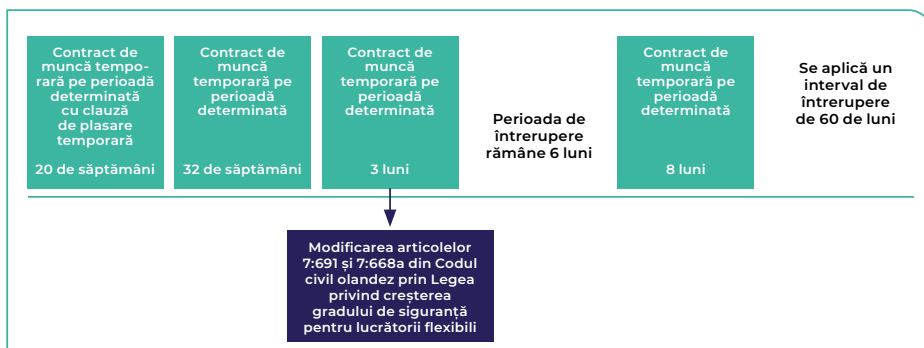 Contract de
muncă tempo-
rară pe perioadă
determinată
cu clauză
de plasare
temporară
20 de săptămâni
Contract de
muncă
temporară pe
perioadă
determinată
32 de săptămâni
Contract de
muncă
temporară pe
perioadă
determinată
3 luni
Perioada de
întrerupere
rămâne 6 luni
Contract de
muncă
temporară pe
perioadă
determinată
8 luni
Se aplică un
interval de
întrerupere
de 60 de luni
Modificarea articolelor
7:691 și 7:668a din Codul
civil olandez prin Legea
privind creșterea
gradului de siguranță
pentru lucrătorii flexibili